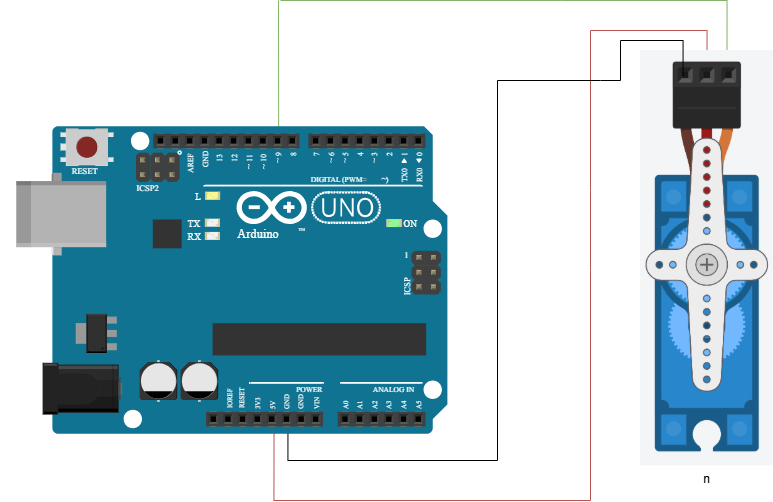 AREF
GND
13
12
~11
~10
~9
8
7
~6
~5
4
~3
2
TX0 ▶ 1
RX0 ◀ 0
RESET
ICSP2
DIGITAL (PWM= ~)
L
UNO
TX
RX
ON
Arduino
TM
1
ICSP
POWER
ANALOG IN
IOREF
RESET
3V3
5V
GND
GND
VIN
A0
A1
A2
A3
A4
A5
n